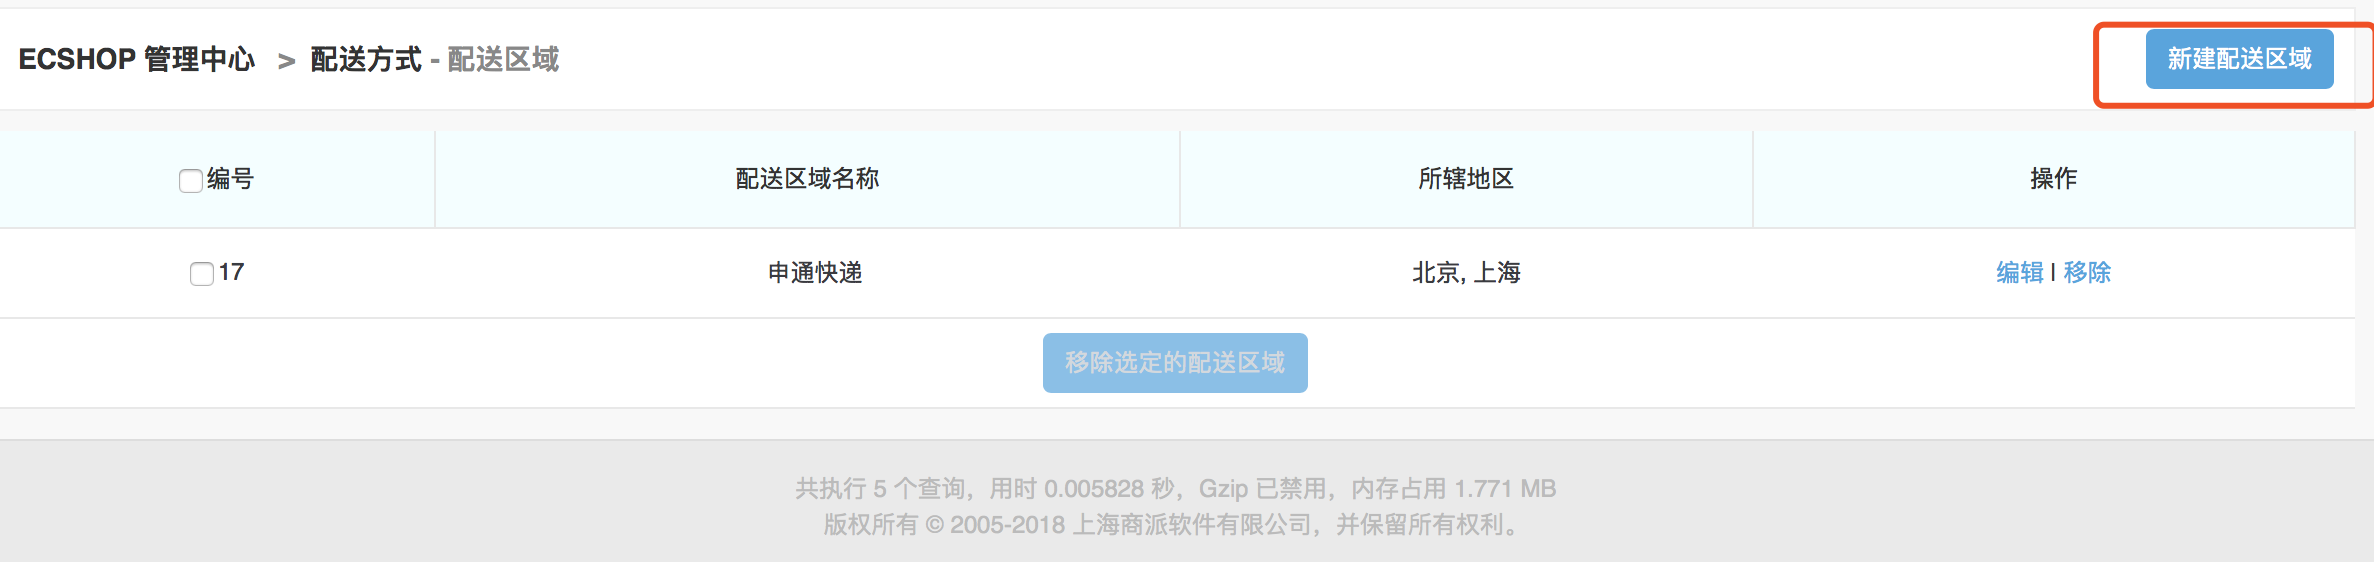 ECSHOP 管理中心 > 配送方式 - 配送区域
新建配送区域
编号 配送区域名称 所辖地区 操作
17 申通快递 北京, 上海 编辑 | 移除
移除选定的配送区域
共执行 5 个查询，用时 0.005828 秒，Gzip 已禁用，内存占用 1.771 MB
版权所有 © 2005-2018 上海商派软件有限公司，并保留所有权利。